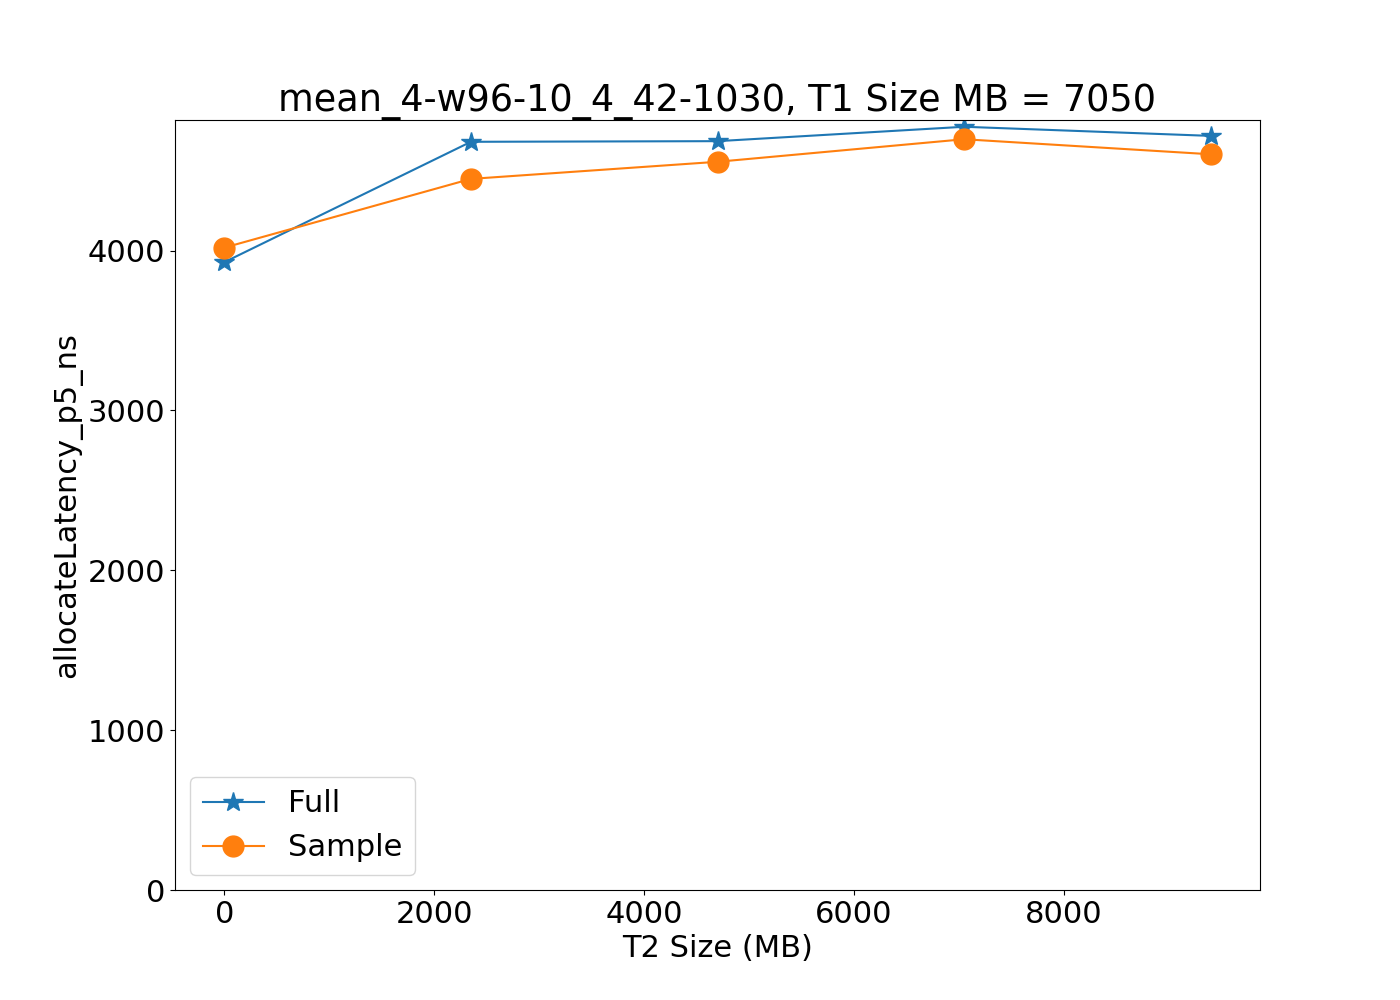 mean_4-w96-10_4_42-1030, T1 Size MB = 7050
allocateLatency_p5_ns
4000
3000
2000
1000
0
Full
Sample
0 2000 4000 6000 8000
T2 Size (MB)